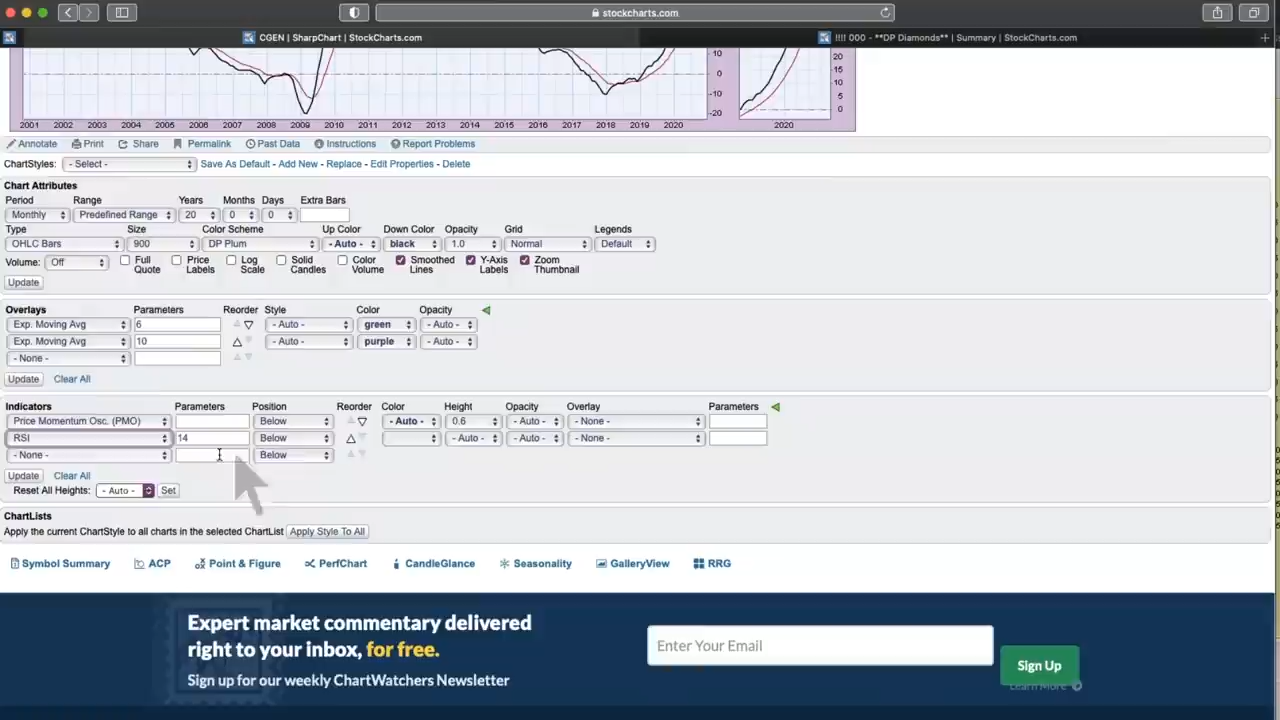 stockcharts.com
CGEN | SharpChart | StockCharts.com
!!!! 000 - **DP Diamonds** | Summary | StockCharts.com
10
0
-20
20
15
10
5
0
2001 2002 2003 2004 2005 2006 2007 2008 2009 2010 2011 2012 2013 2014 2015 2016 2017 2018 2019 2020
2020
Annotate Print Share Permalink Past Data Instructions Report Problems
ChartStyles: - Select - Save As Default - Add New - Replace - Edit Properties - Delete
Chart Attributes
Period Range Years Months Days Extra Bars
Monthly Predefined Range 20 0 0
Type Size Color Scheme Up Color Down Color Opacity Grid Legends
OHLC Bars 900 DP Plum - Auto - black 1.0 Normal Default
Volume: Off Full Quote Price Labels Log Scale Solid Candles Color Volume Smoothed Lines Y-Axis Labels Zoom Thumbnail
Update
Overlays Parameters Reorder Style Color Opacity
Exp. Moving Avg 6 - Auto - green - Auto -
Exp. Moving Avg 10 - Auto - purple - Auto -
- None -
Update Clear All
Indicators Parameters Position Reorder Color Height Opacity Overlay Parameters
Price Momentum Osc. (PMO) Below - Auto - 0.6 - Auto - - None -
RSI 14 Below - Auto - - Auto - - None -
- None - Below
Update Clear All
Reset All Heights: - Auto - Set
ChartLists
Apply the current ChartStyle to all charts in the selected ChartList Apply Style To All
Symbol Summary ACP Point & Figure PerfChart CandleGlance Seasonality GalleryView RRG
Expert market commentary delivered
right to your inbox, for free.
Sign up for our weekly ChartWatchers Newsletter
Enter Your Email
Sign Up
Learn More